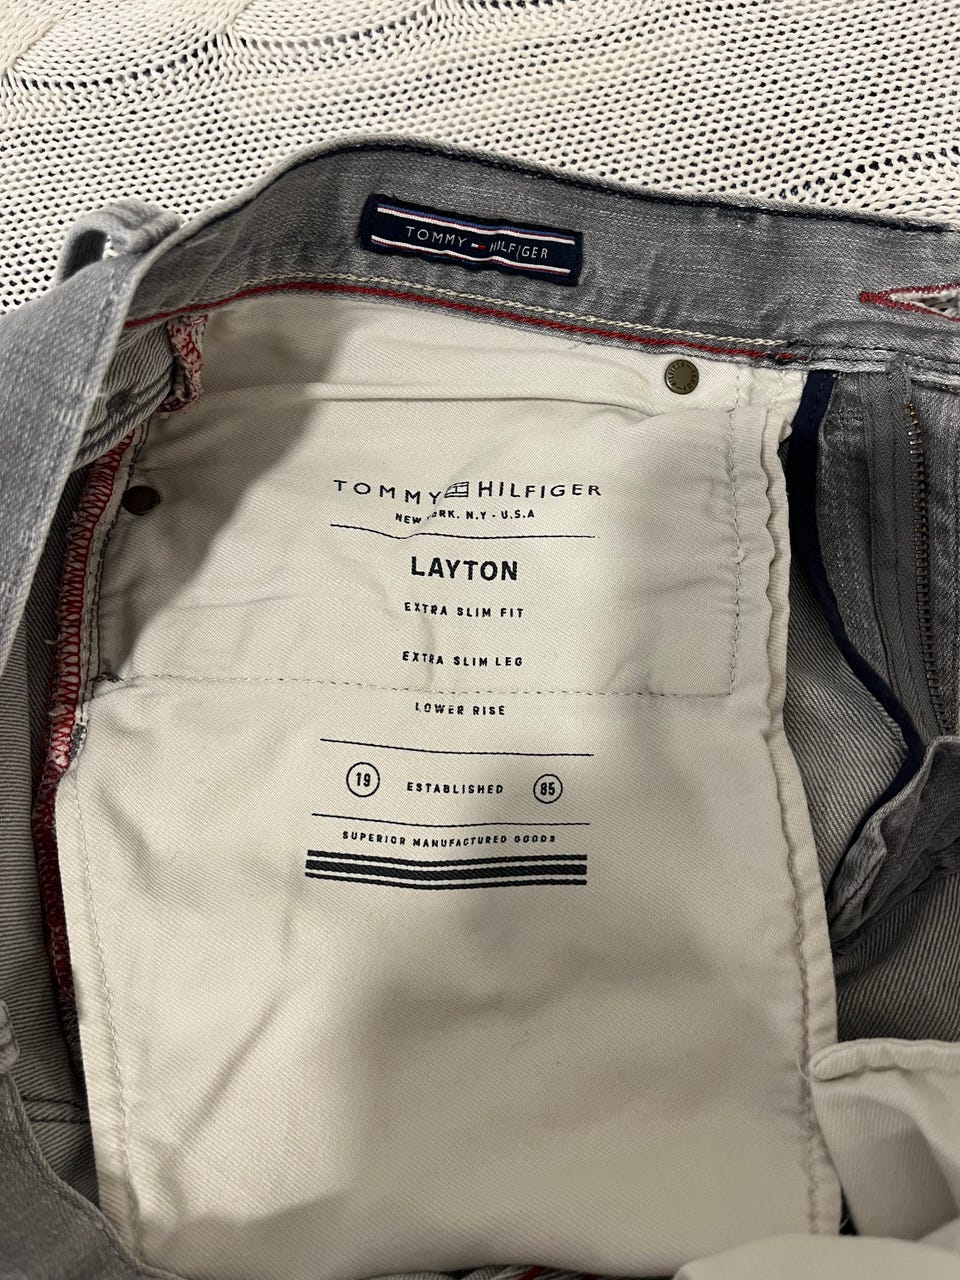 TOMMY HILFIGER
TOMMY HILFIGER
NEW YORK. N.Y - U.S.A
LAYTON
EXTRA SLIM FIT
EXTRA SLIM LEG
LOWER RISE
19 ESTABLISHED 85
SUPERIOR MANUFACTURED GOODS